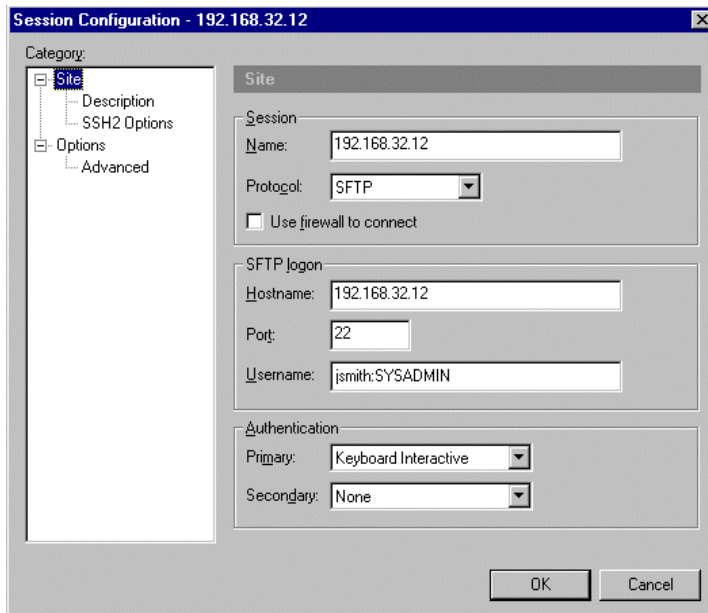 Session Configuration - 192.168.32.12
Category:
Site
Description
SSH2 Options
Options
Advanced
Site
Session
Name: 192.168.32.12
Protocol: SFTP
Use firewall to connect
SFTP logon
Hostname: 192.168.32.12
Port: 22
Username: jsmith:SYSADMIN
Authentication
Primary: Keyboard Interactive
Secondary: None
OK Cancel